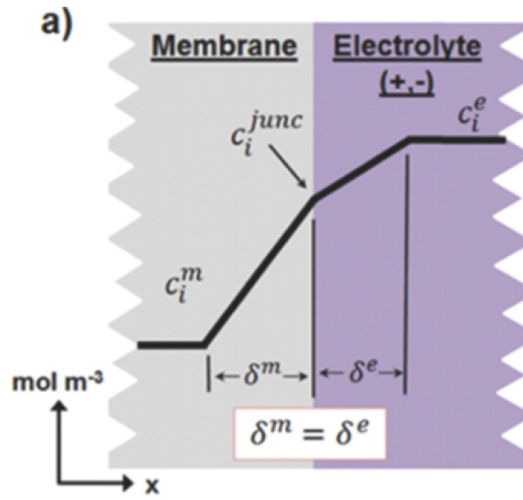 a)
Membrane
Electrolyte
(+,-)
c_i^e
c_i^{junc}
c_i^m
δ^m
δ^e
mol m⁻³
δ^m = δ^e
x